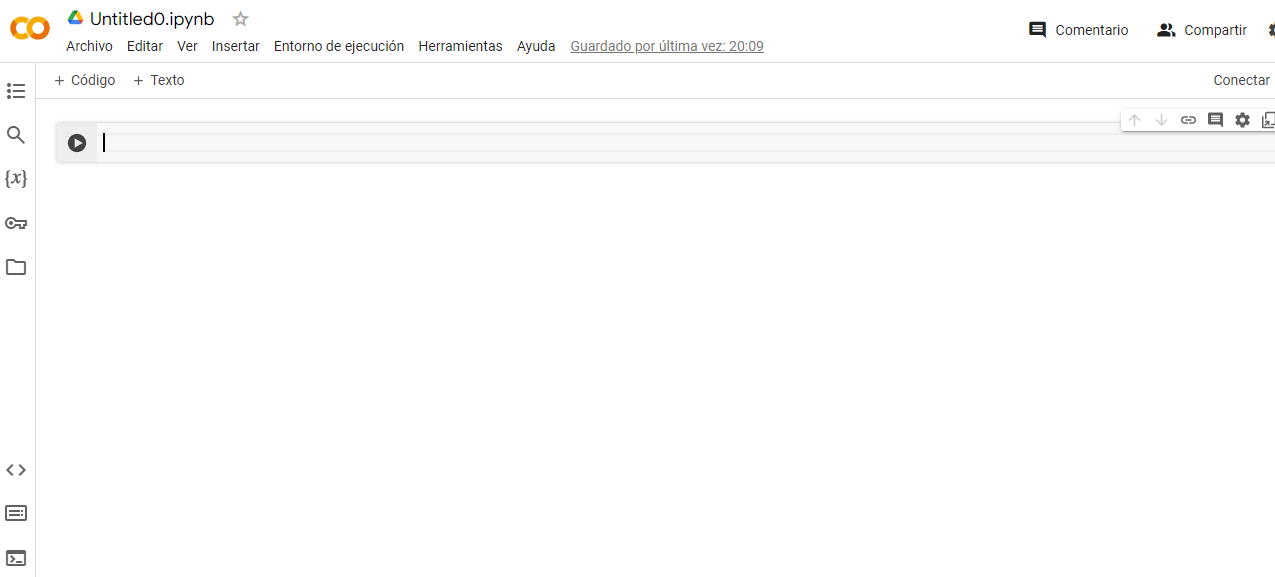 Untitled0.ipynb
Archivo Editar Ver Insertar Entorno de ejecución Herramientas Ayuda Guardado por última vez: 20:09
Comentario Compartir
+ Código + Texto
Conectar
{x}